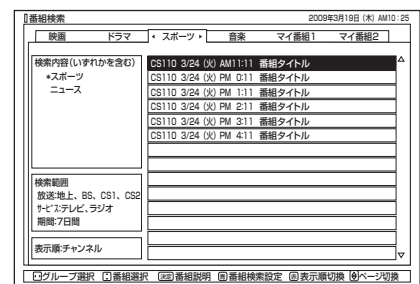 番組検索 2009年3月19日 (木) AM10:25
映画 ドラマ スポーツ 音楽 マイ番組1 マイ番組2
検索内容(いずれかを含む)
*スポーツ
ニュース
CS110 3/24 (火) AM11:11 番組タイトル
CS110 3/24 (火) PM 0:11 番組タイトル
CS110 3/24 (火) PM 1:11 番組タイトル
CS110 3/24 (火) PM 2:11 番組タイトル
CS110 3/24 (火) PM 3:11 番組タイトル
CS110 3/24 (火) PM 4:11 番組タイトル
検索範囲
放送:地上、BS、CS1、CS2
サービス:テレビ、ラジオ
期間:7日間
表示順:チャンネル
グループ選択 番組選択 決定 番組説明 青 番組検索設定 赤 表示順切換 ページ切換